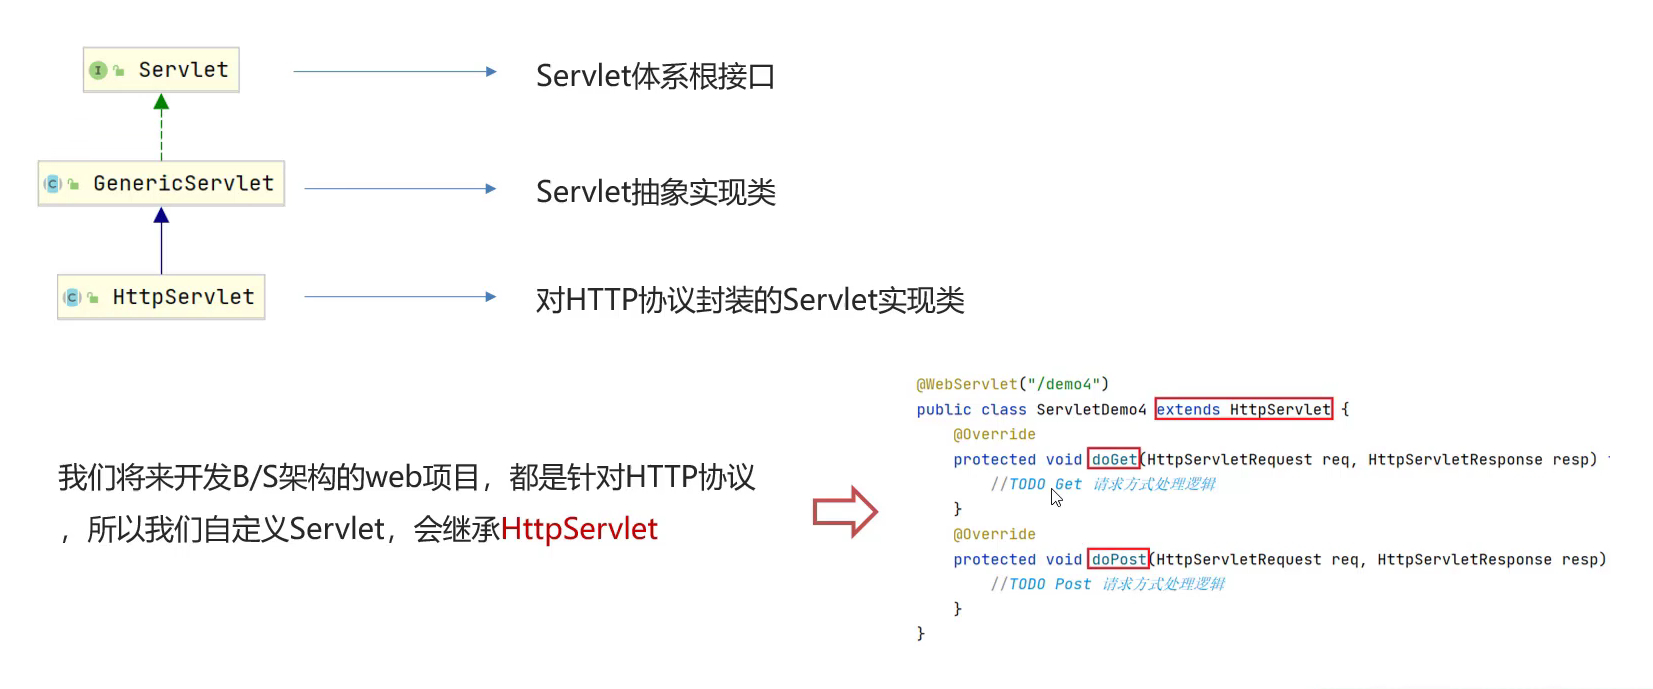 Servlet
Servlet体系根接口
GenericServlet
Servlet抽象实现类
HttpServlet
对HTTP协议封装的Servlet实现类
我们将来开发B/S架构的web项目，都是针对HTTP协议
，所以我们自定义Servlet，会继承HttpServlet
@WebServlet("/demo4")
public class ServletDemo4 extends HttpServlet {
@Override
protected void doGet(HttpServletRequest req, HttpServletResponse resp)
//TODO Get 请求方式处理逻辑
}
@Override
protected void doPost(HttpServletRequest req, HttpServletResponse resp)
//TODO Post 请求方式处理逻辑
}
}